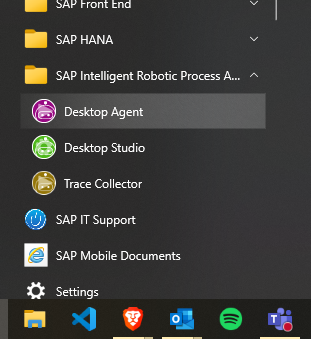 SAP Front End
SAP HANA
SAP Intelligent Robotic Process A...
Desktop Agent
Desktop Studio
Trace Collector
SAP IT Support
SAP Mobile Documents
Settings